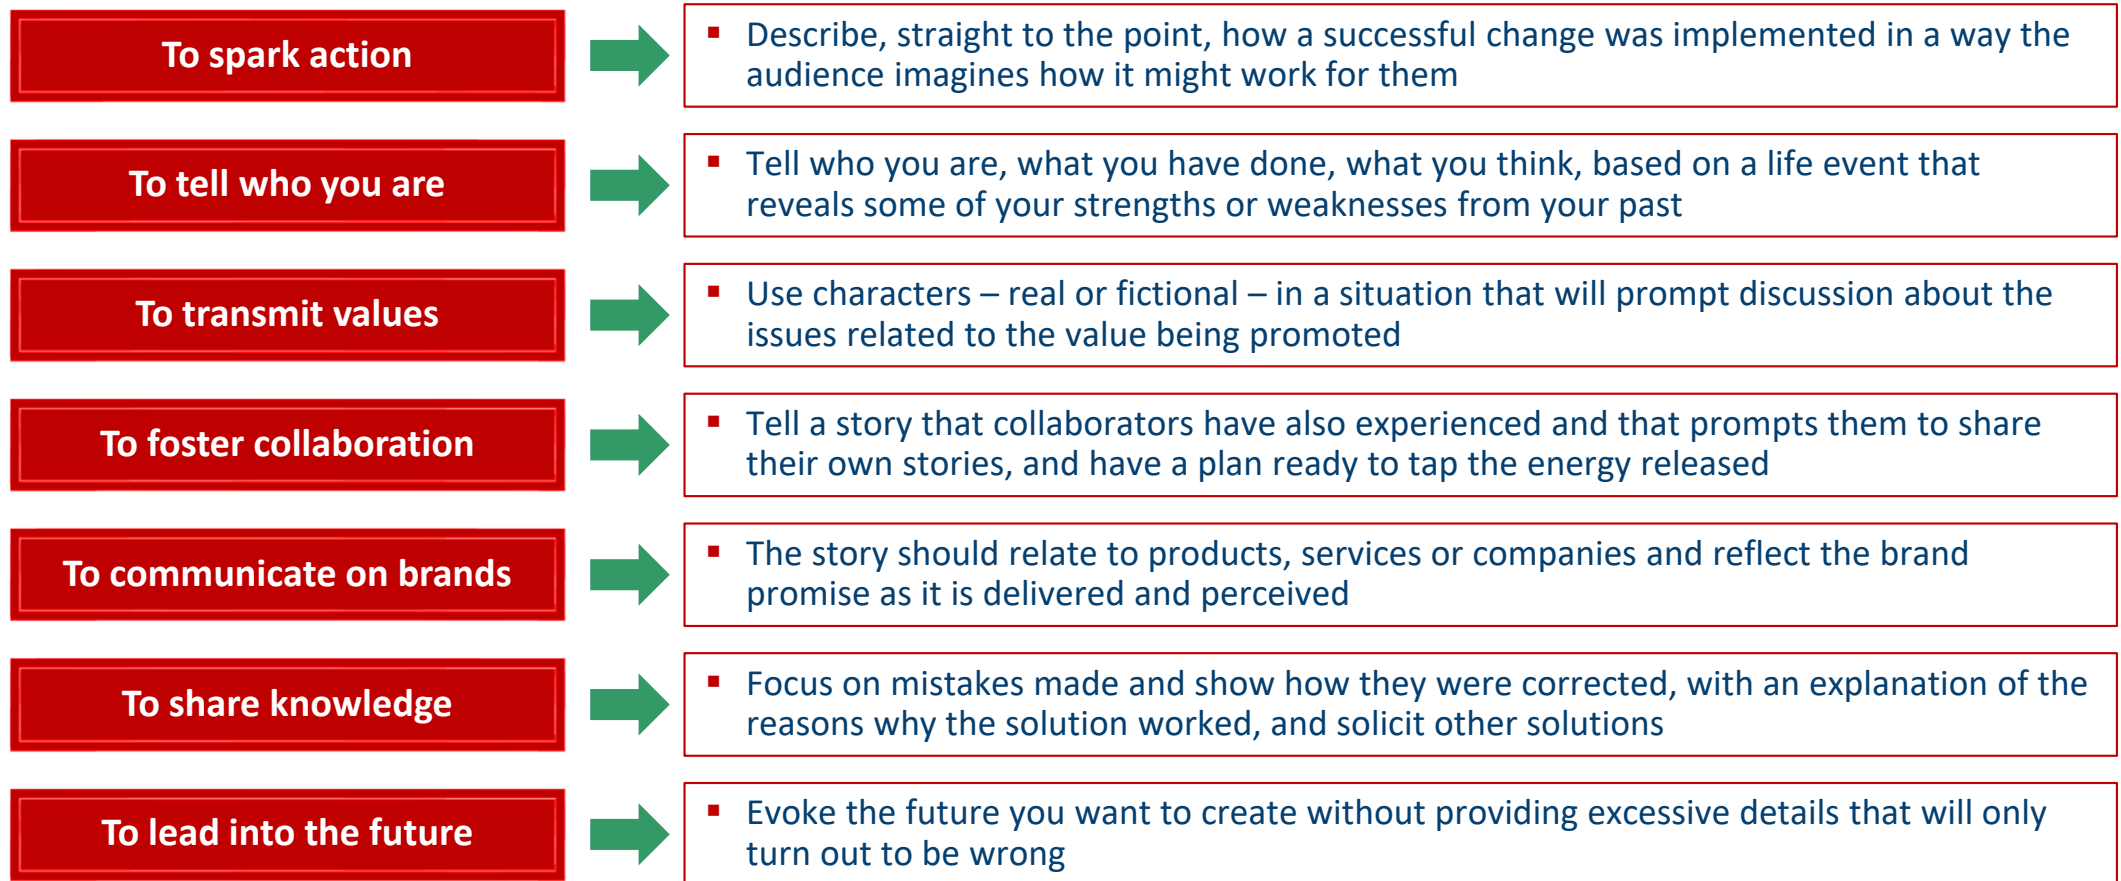 To spark action
▪ Describe, straight to the point, how a successful change was implemented in a way the
audience imagines how it might work for them
To tell who you are
▪ Tell who you are, what you have done, what you think, based on a life event that
reveals some of your strengths or weaknesses from your past
To transmit values
▪ Use characters – real or fictional – in a situation that will prompt discussion about the
issues related to the value being promoted
To foster collaboration
▪ Tell a story that collaborators have also experienced and that prompts them to share
their own stories, and have a plan ready to tap the energy released
To communicate on brands
▪ The story should relate to products, services or companies and reflect the brand
promise as it is delivered and perceived
To share knowledge
▪ Focus on mistakes made and show how they were corrected, with an explanation of the
reasons why the solution worked, and solicit other solutions
To lead into the future
▪ Evoke the future you want to create without providing excessive details that will only
turn out to be wrong